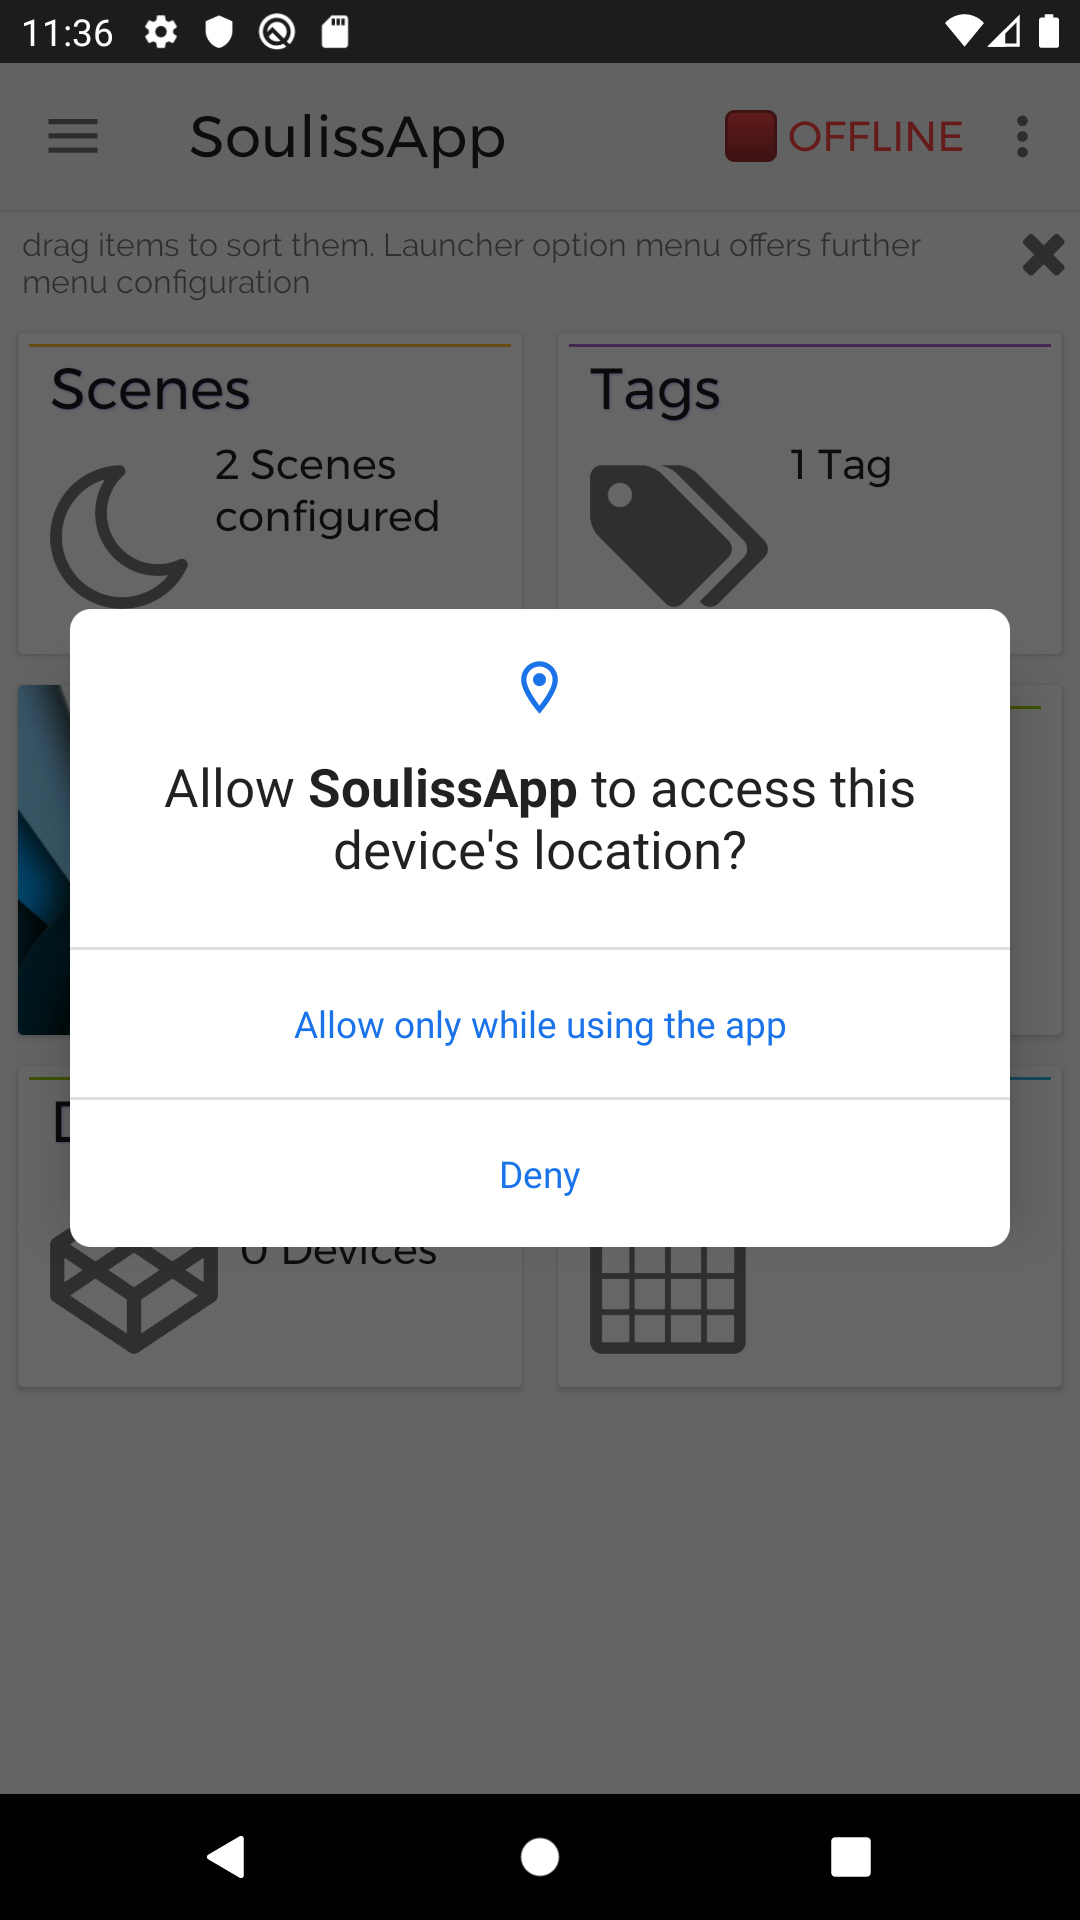 11:36
SoulissApp
OFFLINE
drag items to sort them. Launcher option menu offers further
menu configuration
Scenes
2 Scenes
configured
Tags
1 Tag
Allow SoulissApp to access this
device's location?
Allow only while using the app
Deny
0 Devices